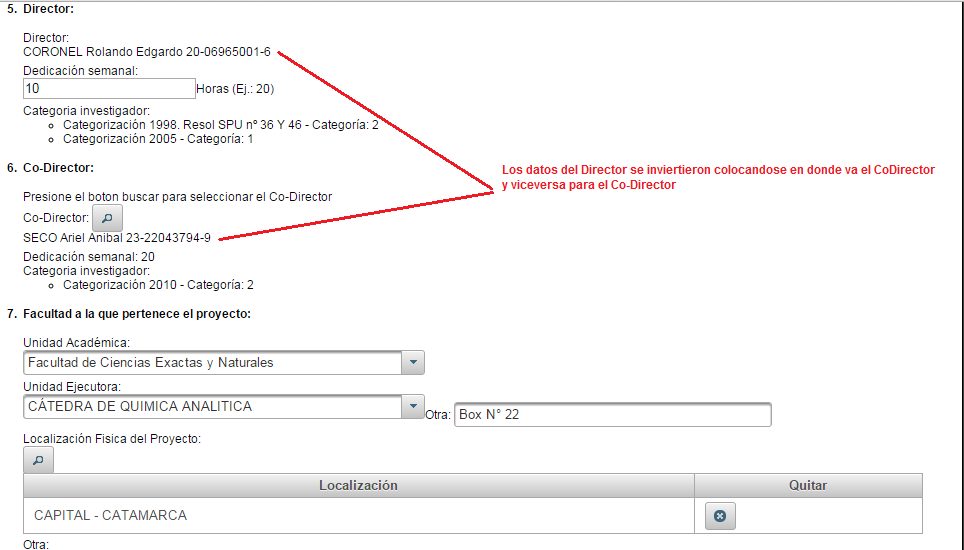 5. Director:
Director:
CORONEL Rolando Edgardo 20-06965001-6
Dedicación semanal:
10 Horas (Ej.: 20)
Categoria investigador:
Categorización 1998. Resol SPU nº 36 Y 46 - Categoría: 2
Categorización 2005 - Categoría: 1
6. Co-Director:
Los datos del Director se inviertieron colocandose en donde va el CoDirector
y viceversa para el Co-Director
Presione el boton buscar para seleccionar el Co-Director
Co-Director:
SECO Ariel Anibal 23-22043794-9
Dedicación semanal: 20
Categoria investigador:
Categorización 2010 - Categoría: 2
7. Facultad a la que pertenece el proyecto:
Unidad Académica:
Facultad de Ciencias Exactas y Naturales
Unidad Ejecutora:
CÁTEDRA DE QUIMICA ANALITICA Otra: Box N° 22
Localización Fisica del Proyecto:
Localización Quitar
CAPITAL - CATAMARCA
Otra: